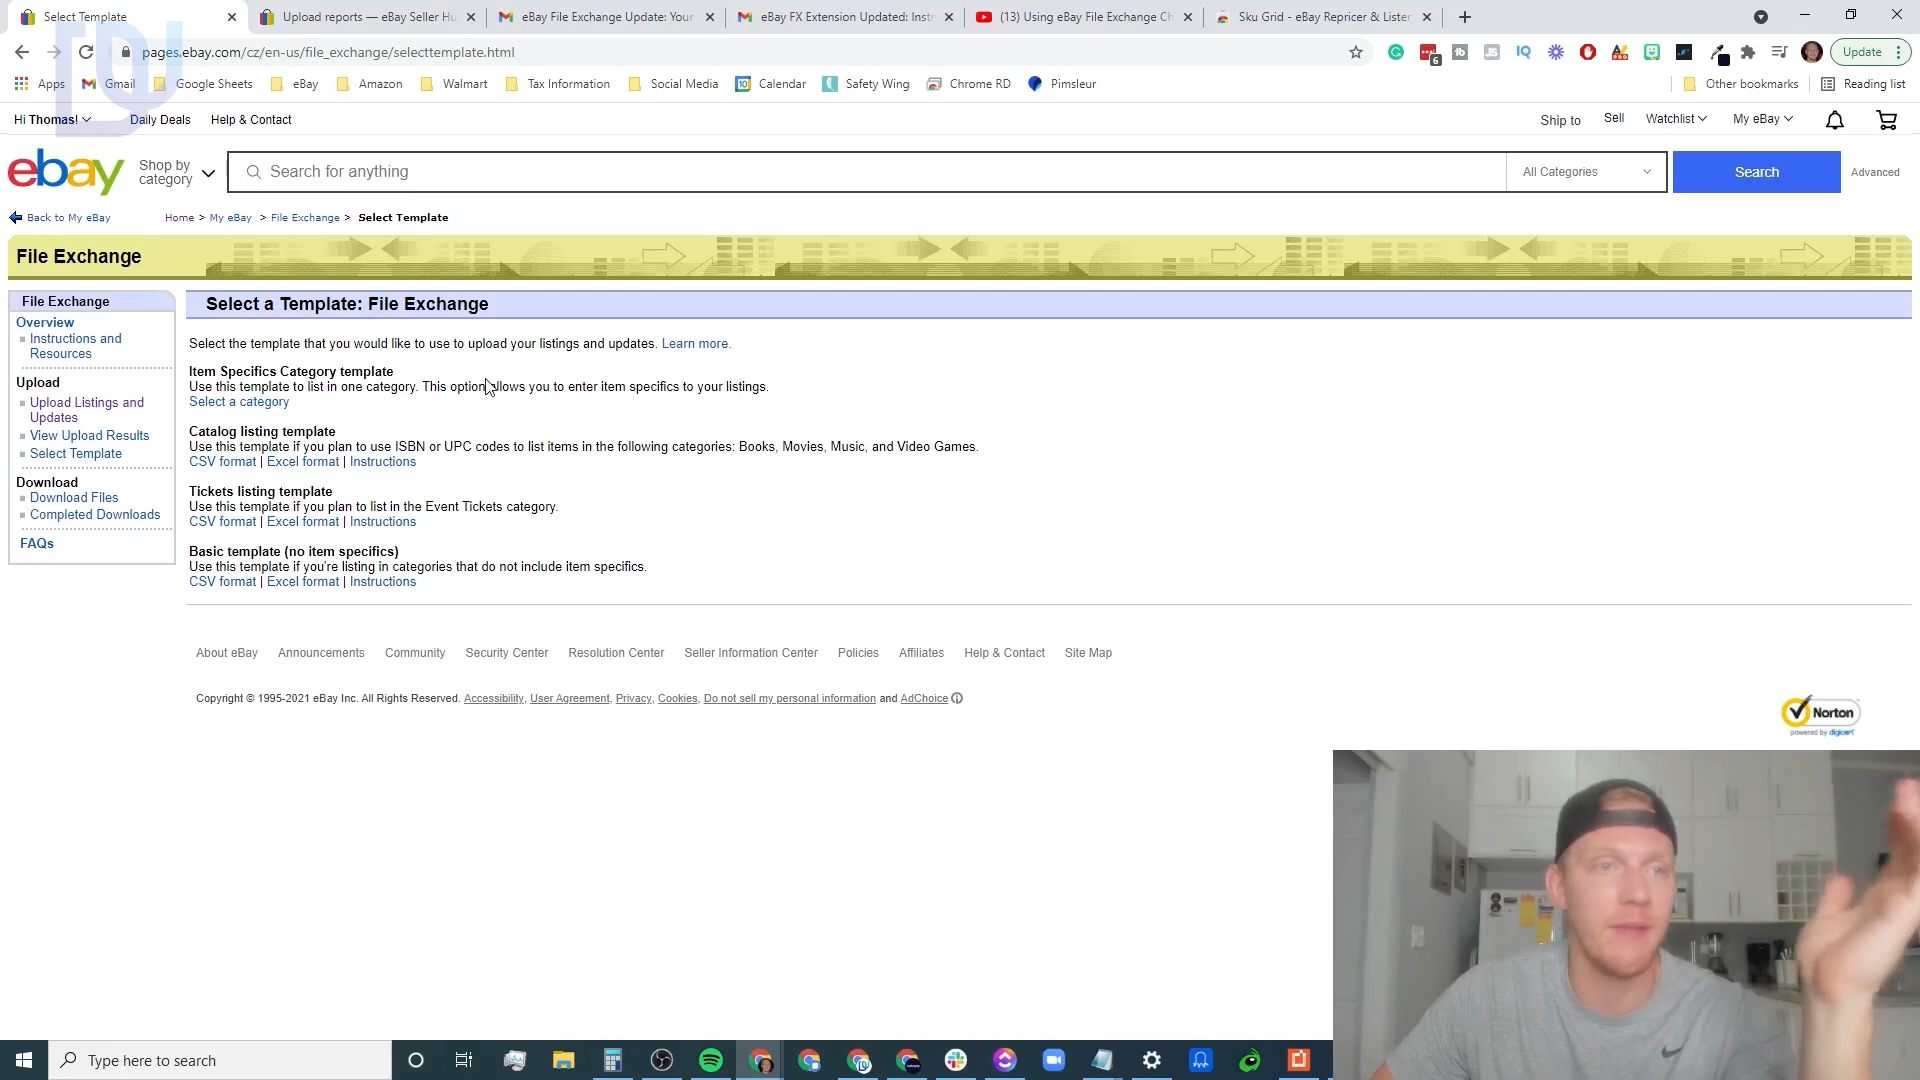 Select Template
Upload reports — eBay Seller Hu
eBay File Exchange Update: Your
eBay FX Extension Updated: Instr
(13) Using eBay File Exchange Ch
Sku Grid - eBay Repricer & Lister
pages.ebay.com/cz/en-us/file_exchange/selecttemplate.html
6
Update
Apps
Gmail
Google Sheets
eBay
Amazon
Walmart
Tax Information
Social Media
Calendar
Safety Wing
Chrome RD
Pimsleur
Other bookmarks
Reading list
Hi Thomas!
Daily Deals
Help & Contact
Ship to
Sell
Watchlist
My eBay
ebay
Shop by category
Search for anything
All Categories
Search
Advanced
Back to My eBay
Home > My eBay > File Exchange > Select Template
File Exchange
File Exchange
Overview
Instructions and
Resources
Upload
Upload Listings and
Updates
View Upload Results
Select Template
Download
Download Files
Completed Downloads
FAQs
Select a Template: File Exchange
Select the template that you would like to use to upload your listings and updates. Learn more.
Item Specifics Category template
Use this template to list in one category. This option allows you to enter item specifics to your listings.
Select a category
Catalog listing template
Use this template if you plan to use ISBN or UPC codes to list items in the following categories: Books, Movies, Music, and Video Games.
CSV format | Excel format | Instructions
Tickets listing template
Use this template if you plan to list in the Event Tickets category.
CSV format | Excel format | Instructions
Basic template (no item specifics)
Use this template if you're listing in categories that do not include item specifics.
CSV format | Excel format | Instructions
About eBay
Announcements
Community
Security Center
Resolution Center
Seller Information Center
Policies
Affiliates
Help & Contact
Site Map
Copyright © 1995-2021 eBay Inc. All Rights Reserved. Accessibility, User Agreement, Privacy, Cookies, Do not sell my personal information and AdChoice
Norton
powered by digicert
Type here to search